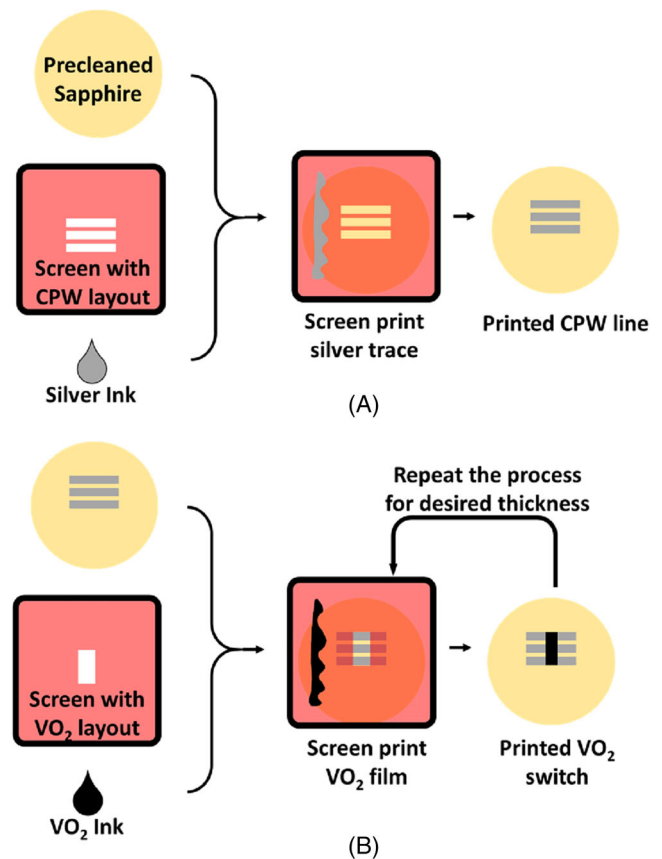 Precleaned
Sapphire
Screen with
CPW layout
Silver Ink
Screen print
silver trace
Printed CPW line
(A)
Repeat the process
for desired thickness
Screen with
VO₂ layout
VO₂ Ink
Screen print
VO₂ film
Printed VO₂
switch
(B)